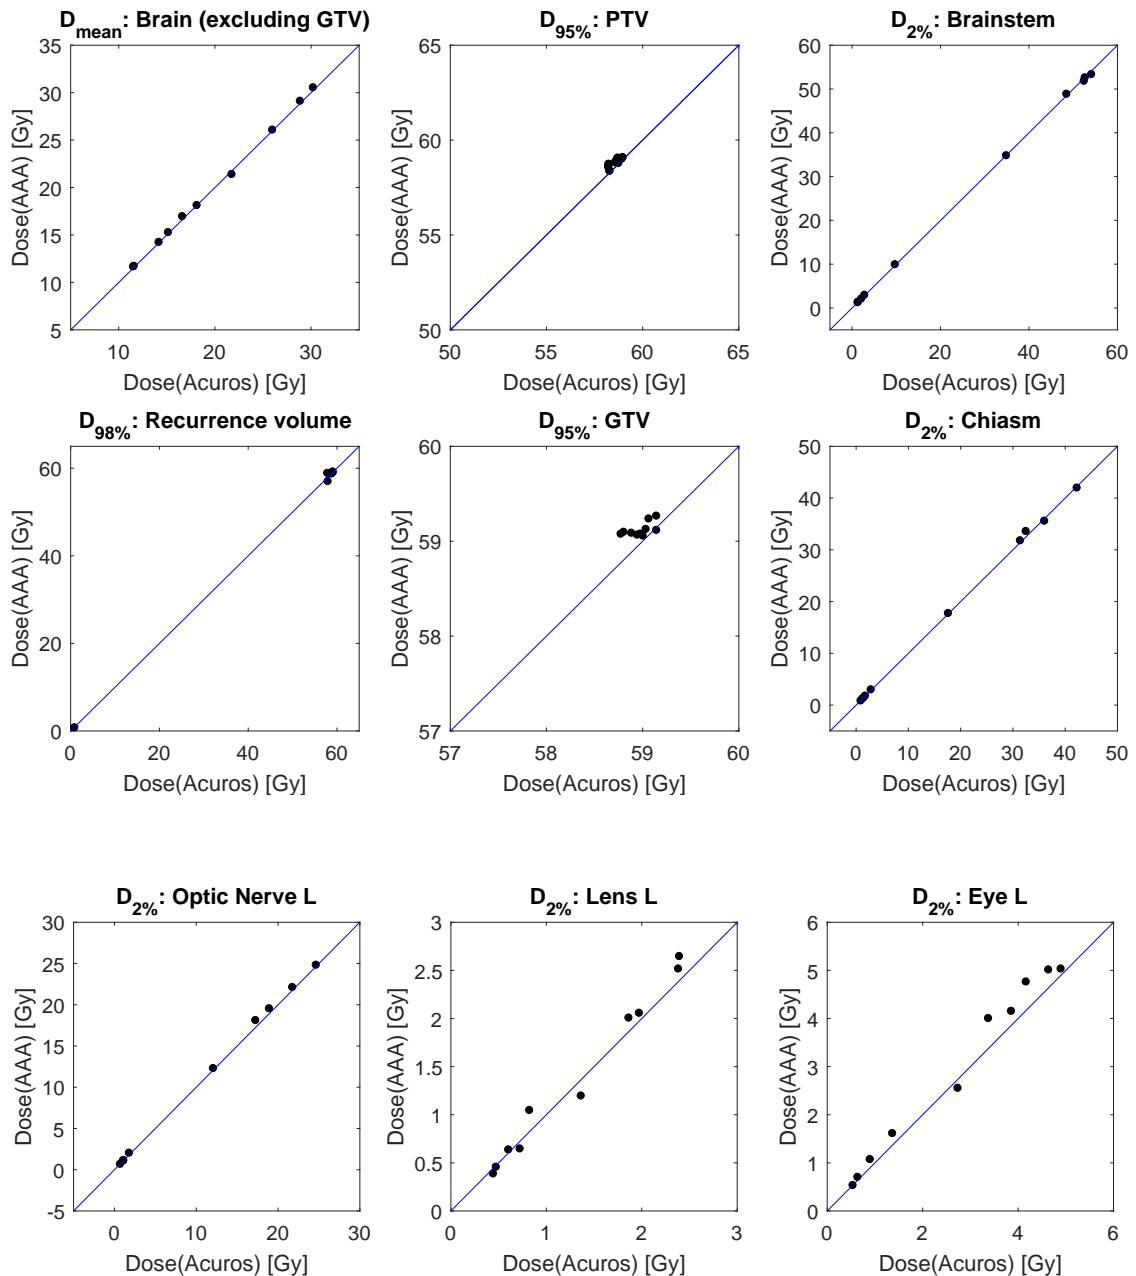 D_mean: Brain (excluding GTV)
35
30
25
20
15
10
5
10 20 30
Dose(AAA) [Gy]
Dose(Acuros) [Gy]
D_95%: PTV
65
60
55
50
50 55 60 65
Dose(AAA) [Gy]
Dose(Acuros) [Gy]
D_2%: Brainstem
60
50
40
30
20
10
0
0 20 40 60
Dose(AAA) [Gy]
Dose(Acuros) [Gy]
D_98%: Recurrence volume
60
40
20
0
0 20 40 60
Dose(AAA) [Gy]
Dose(Acuros) [Gy]
D_95%: GTV
60
59
58
57
57 58 59 60
Dose(AAA) [Gy]
Dose(Acuros) [Gy]
D_2%: Chiasm
50
40
30
20
10
0
0 10 20 30 40 50
Dose(AAA) [Gy]
Dose(Acuros) [Gy]
D_2%: Optic Nerve L
30
25
20
15
10
5
0
-5
0 10 20 30
Dose(AAA) [Gy]
Dose(Acuros) [Gy]
D_2%: Lens L
3
2.5
2
1.5
1
0.5
0
0 1 2 3
Dose(AAA) [Gy]
Dose(Acuros) [Gy]
D_2%: Eye L
6
5
4
3
2
1
0
0 2 4 6
Dose(AAA) [Gy]
Dose(Acuros) [Gy]